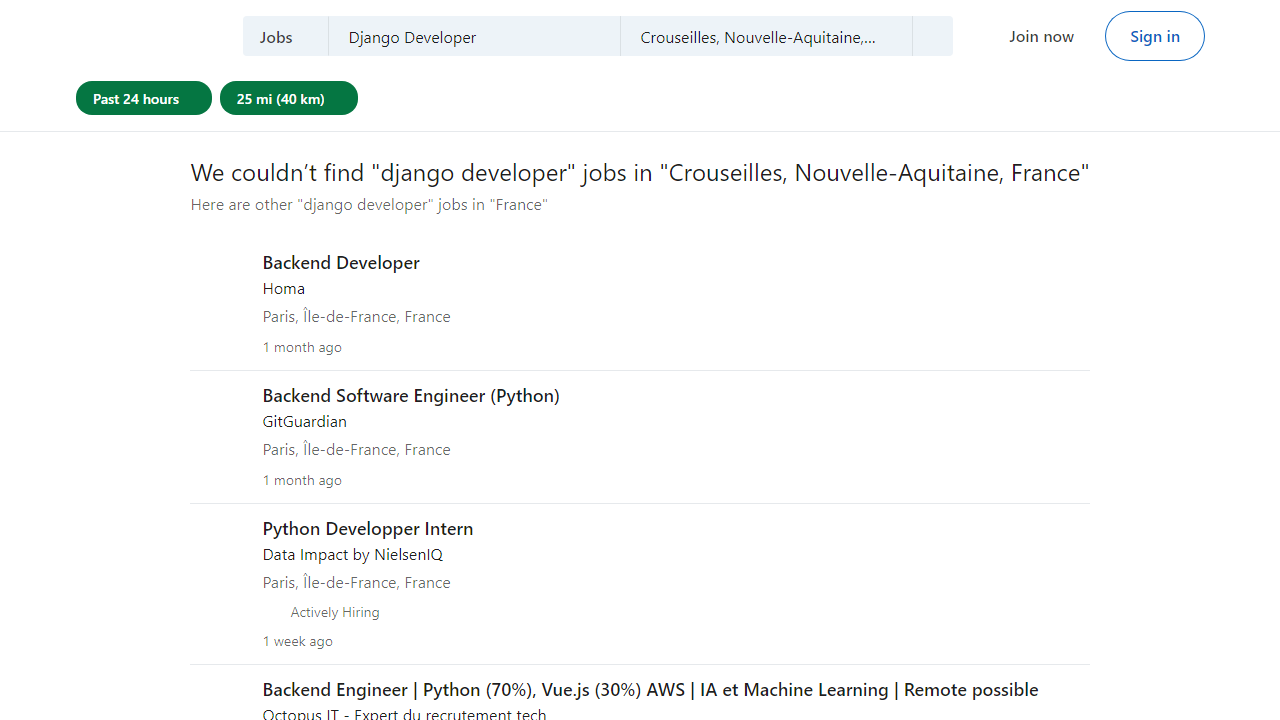 Jobs
Django Developer
Crouseilles, Nouvelle-Aquitaine,...
Join now
Sign in
Past 24 hours
25 mi (40 km)
We couldn’t find "django developer" jobs in "Crouseilles, Nouvelle-Aquitaine, France"
Here are other "django developer" jobs in "France"
Backend Developer
Homa
Paris, Île-de-France, France
1 month ago
Backend Software Engineer (Python)
GitGuardian
Paris, Île-de-France, France
1 month ago
Python Developper Intern
Data Impact by NielsenIQ
Paris, Île-de-France, France
Actively Hiring
1 week ago
Backend Engineer | Python (70%), Vue.js (30%) AWS | IA et Machine Learning | Remote possible
Octopus IT - Expert du recrutement tech